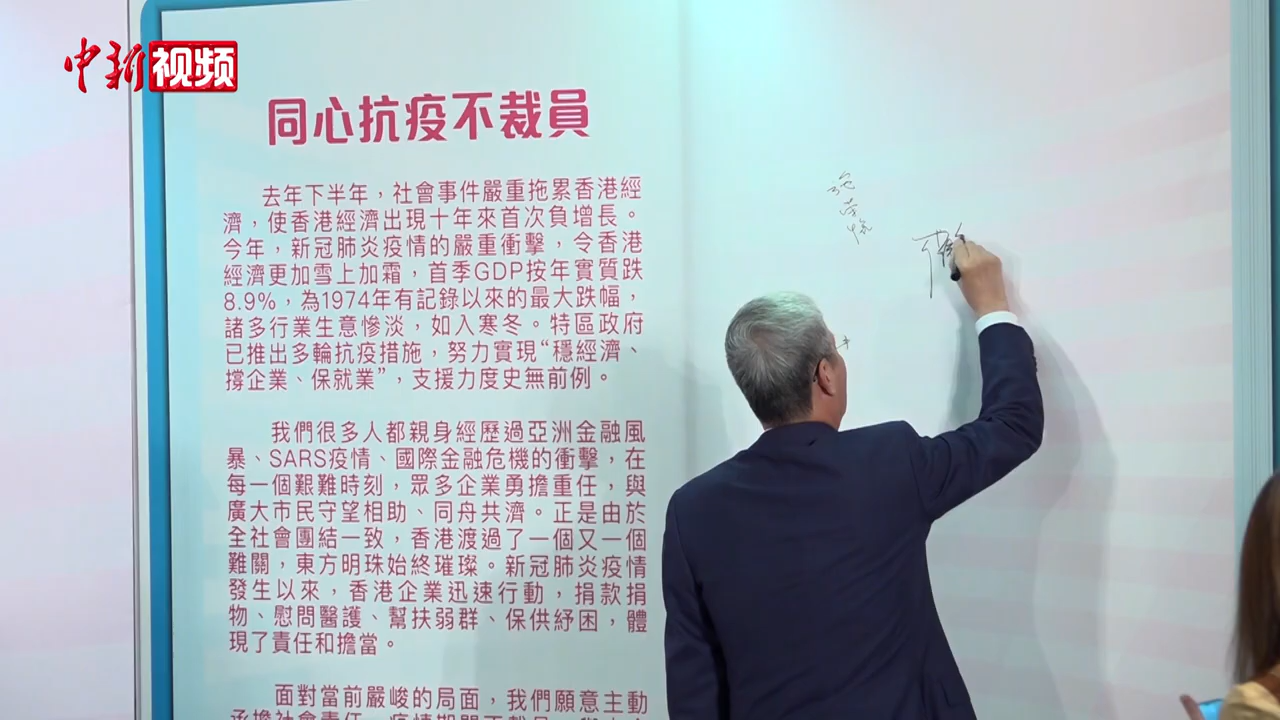 中新视频
同心抗疫不裁員
去年下半年，社會事件嚴重拖累香港經
濟，使香港經濟出現十年來首次負增長。
今年，新冠肺炎疫情的嚴重衝擊，令香港
經濟更加雪上加霜，首季GDP按年實質跌
8.9%，為1974年有記錄以來的最大跌幅，
諸多行業生意慘淡，如入寒冬。特區政府
已推出多輪抗疫措施，努力實現“穩經濟、
撐企業、保就業”，支援力度史無前例。
我們很多人都親身經歷過亞洲金融風
暴、SARS疫情、國際金融危機的衝擊，在
每一個艱難時刻，眾多企業勇擔重任，與
廣大市民守望相助、同舟共濟。正是由於
全社會團結一致，香港渡過了一個又一個
難關，東方明珠始終璀璨。新冠肺炎疫情
發生以來，香港企業迅速行動，捐款捐
物、慰問醫護、幫扶弱群、保供紓困，體
現了責任和擔當。
面對當前嚴峻的局面，我們願意主動